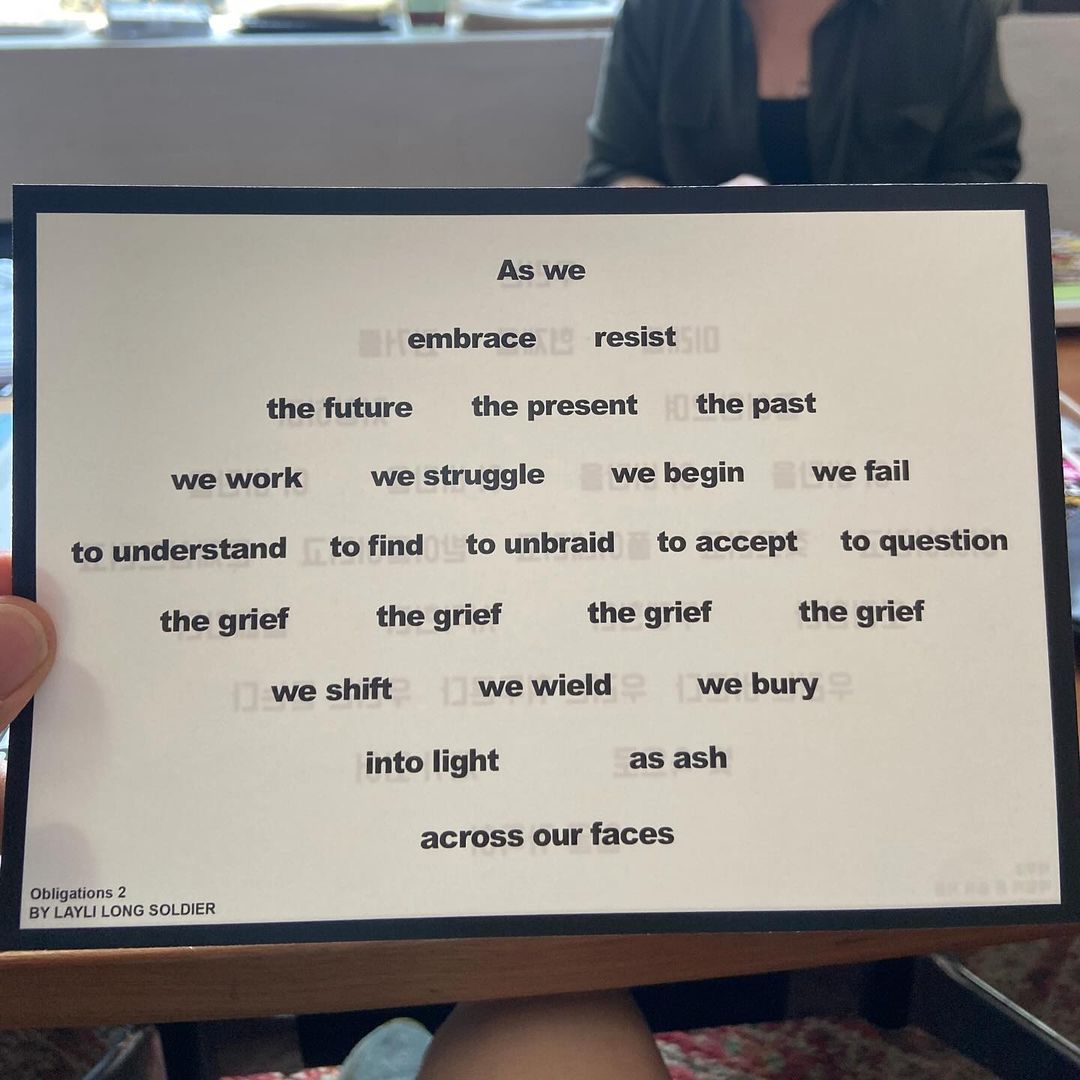 As we
embrace resist
the future the present the past
we work we struggle we begin we fail
to understand to find to unbraid to accept to question
the grief the grief the grief the grief
we shift we wield we bury
into light as ash
across our faces
Obligations 2
BY LAYLI LONG SOLDIER